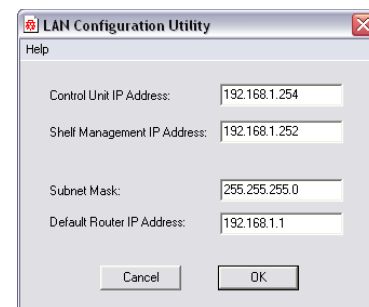 LAN Configuration Utility
Help
Control Unit IP Address: 192.168.1.254
Shelf Management IP Address: 192.168.1.252
Subnet Mask: 255.255.255.0
Default Router IP Address: 192.168.1.1
Cancel OK